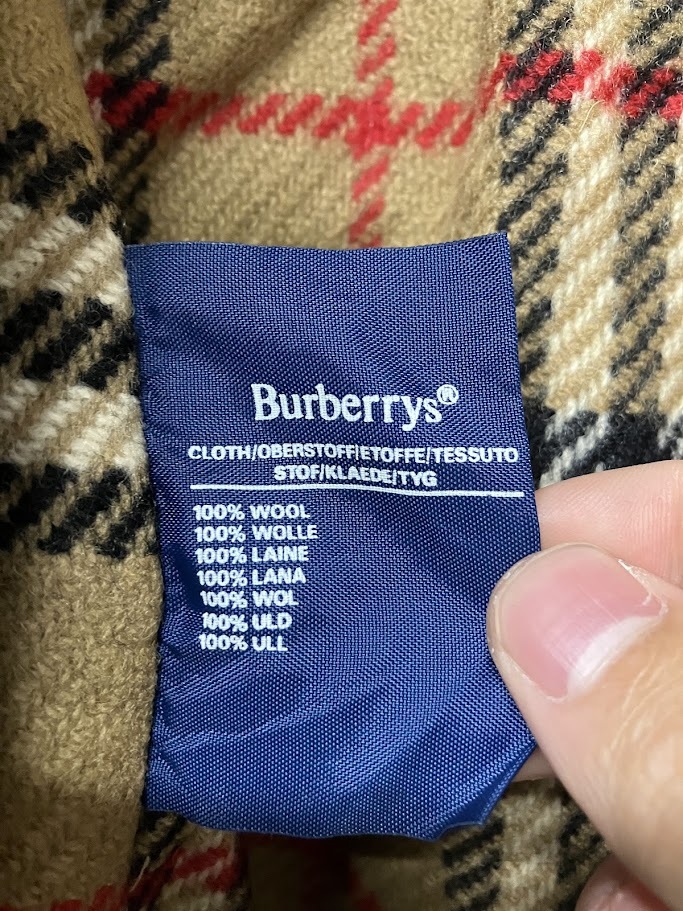 Burberrys®
CLOTH/OBERSTOFF/ETOFFE/TESSUTO
STOF/KLAEDE/TYG
100% WOOL
100% WOLLE
100% LAINE
100% LANA
100% WOL
100% ULD
100% ULL